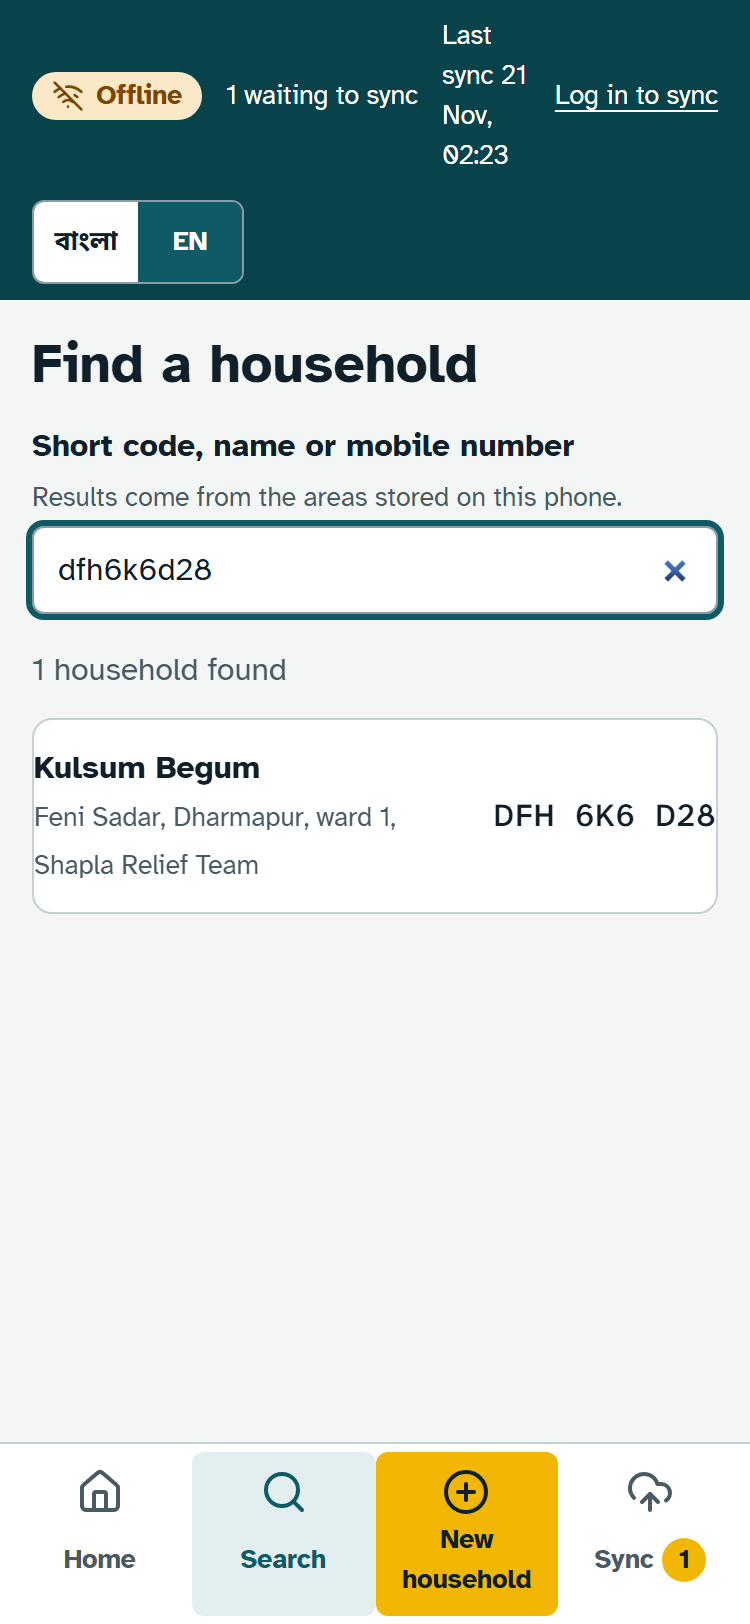 Offline
1 waiting to sync
Last
sync 21
Nov,
02:23
Log in to sync
বাংলা
EN
Find a household
Short code, name or mobile number
Results come from the areas stored on this phone.
dfh6k6d28
1 household found
Kulsum Begum
Feni Sadar, Dharmapur, ward 1,
Shapla Relief Team
DFH 6K6 D28
Home
Search
New
household
Sync 1